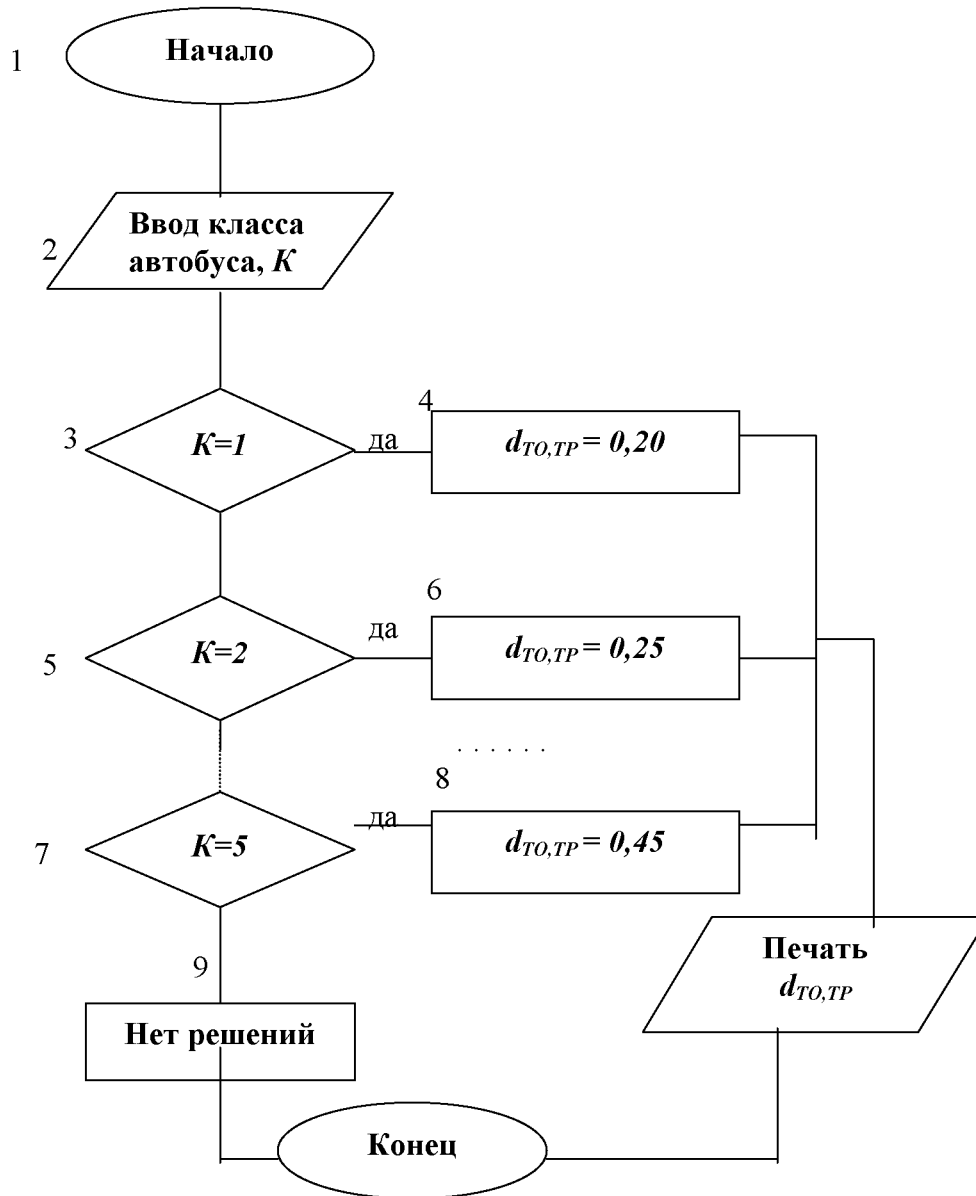 1
Начало
2
Ввод класса
автобуса, К
3
К=1
да
4
dТО,ТР = 0,20
5
К=2
да
6
dТО,ТР = 0,25
. . . . . .
7
К=5
да
8
dТО,ТР = 0,45
9
Нет решений
Печать
dТО,ТР
Конец